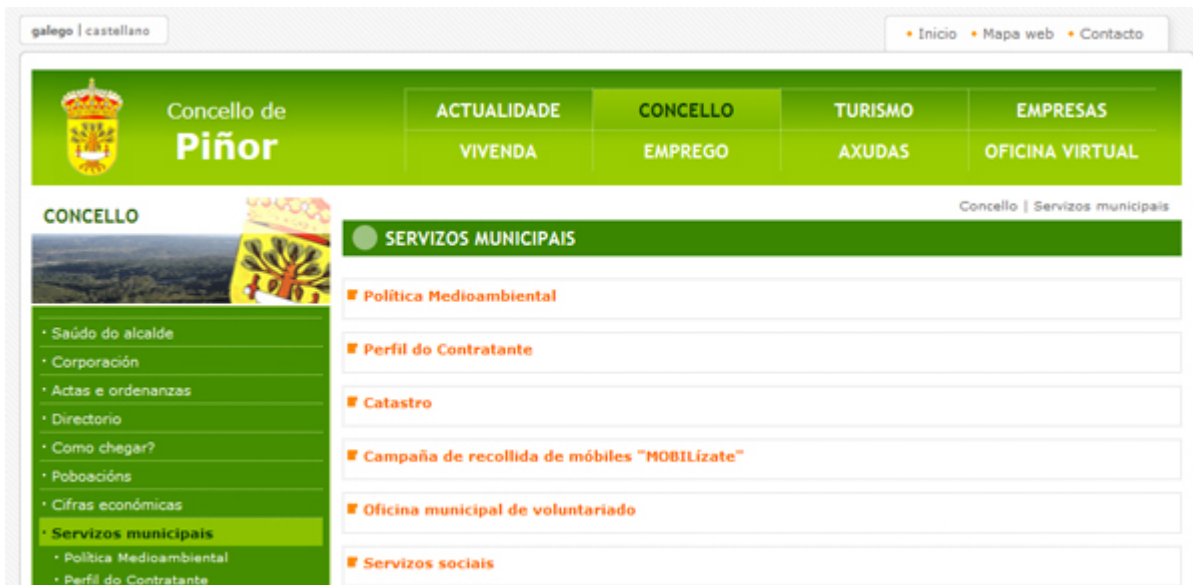 galego | castellano
• Inicio • Mapa web • Contacto
Concello de
Piñor
ACTUALIDADE CONCELLO TURISMO EMPRESAS
VIVENDA EMPREGO AXUDAS OFICINA VIRTUAL
CONCELLO
Concello | Servizos municipais
SERVIZOS MUNICIPAIS
· Saúdo do alcalde
· Corporación
· Actas e ordenanzas
· Directorio
· Como chegar?
· Poboacións
· Cifras económicas
· Servizos municipais
· Política Medioambiental
· Perfil do Contratante
Política Medioambiental
Perfil do Contratante
Catastro
Campaña de recollida de móbiles "MOBILízate"
Oficina municipal de voluntariado
Servizos sociais